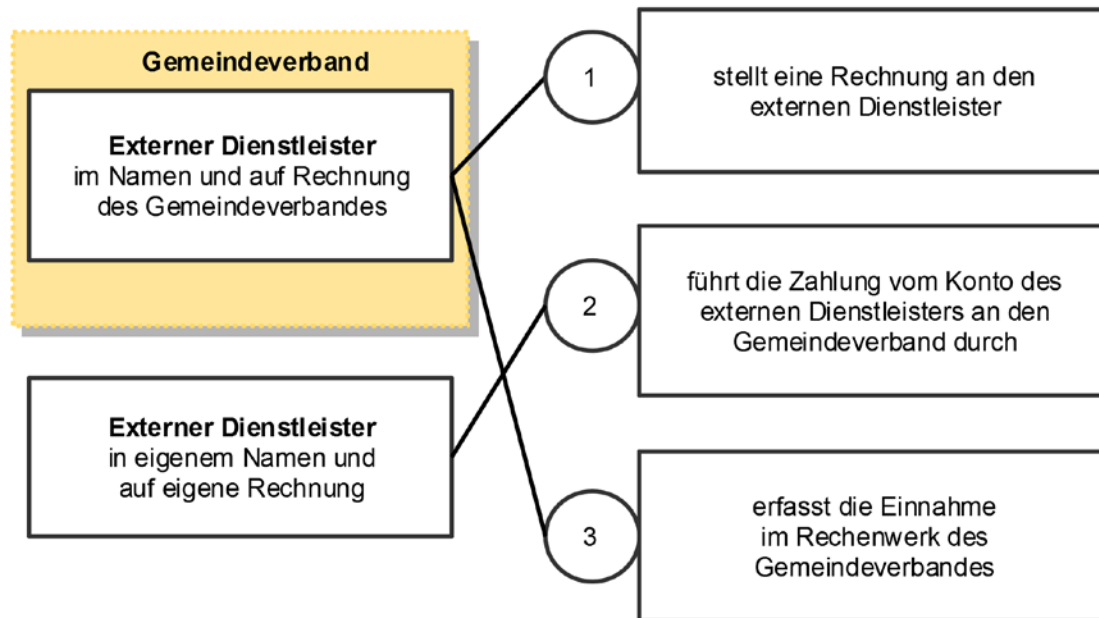 Gemeindeverband
Externer Dienstleister
im Namen und auf Rechnung
des Gemeindeverbandes
Externer Dienstleister
in eigenem Namen und
auf eigene Rechnung
1
stellt eine Rechnung an den
externen Dienstleister
2
führt die Zahlung vom Konto des
externen Dienstleisters an den
Gemeindeverband durch
3
erfasst die Einnahme
im Rechenwerk des
Gemeindeverbandes